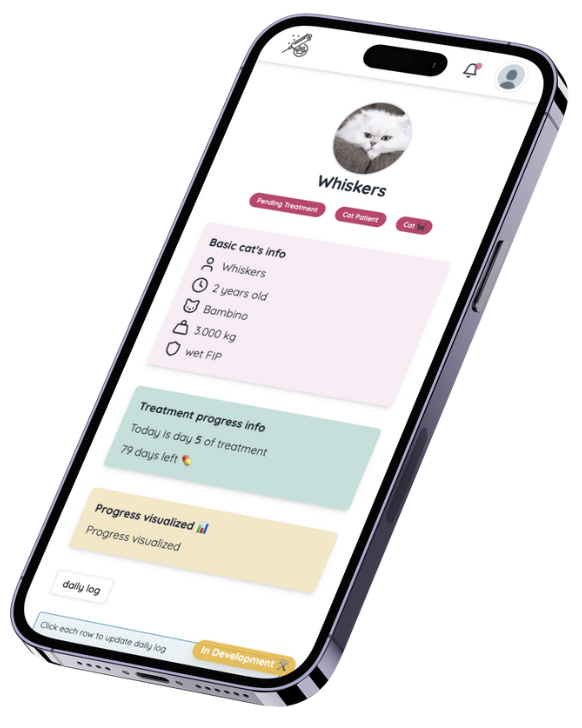 Whiskers
Pending Treatment
Cat Patient
Cat
Basic cat's info
Whiskers
2 years old
Bambino
3.000 kg
wet FIP
Treatment progress info
Today is day 5 of treatment
79 days left
Progress visualized
Progress visualized
daily log
Click each row to update daily log
In Development